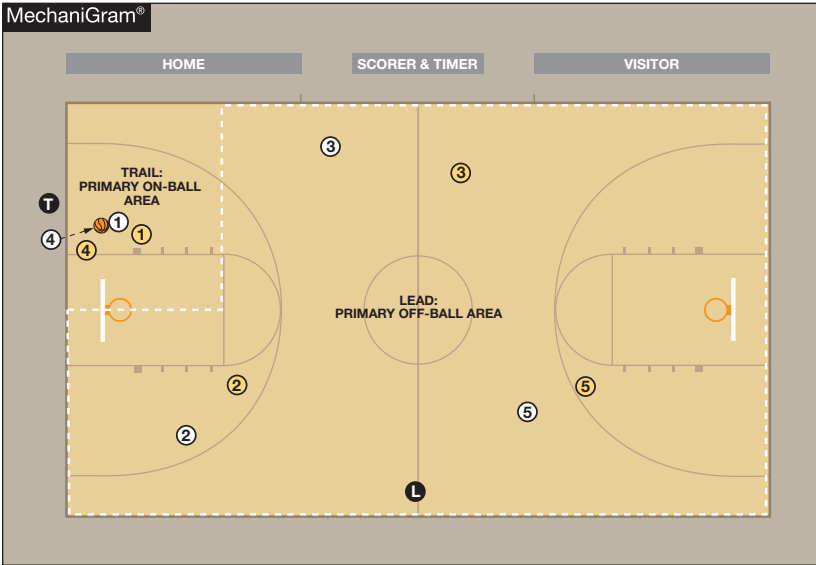 MechaniGram®
HOME
SCORER & TIMER
VISITOR
3
TRAIL:
PRIMARY ON-BALL
AREA
3
T
1
1
4
4
LEAD:
PRIMARY OFF-BALL AREA
2
5
5
2
L